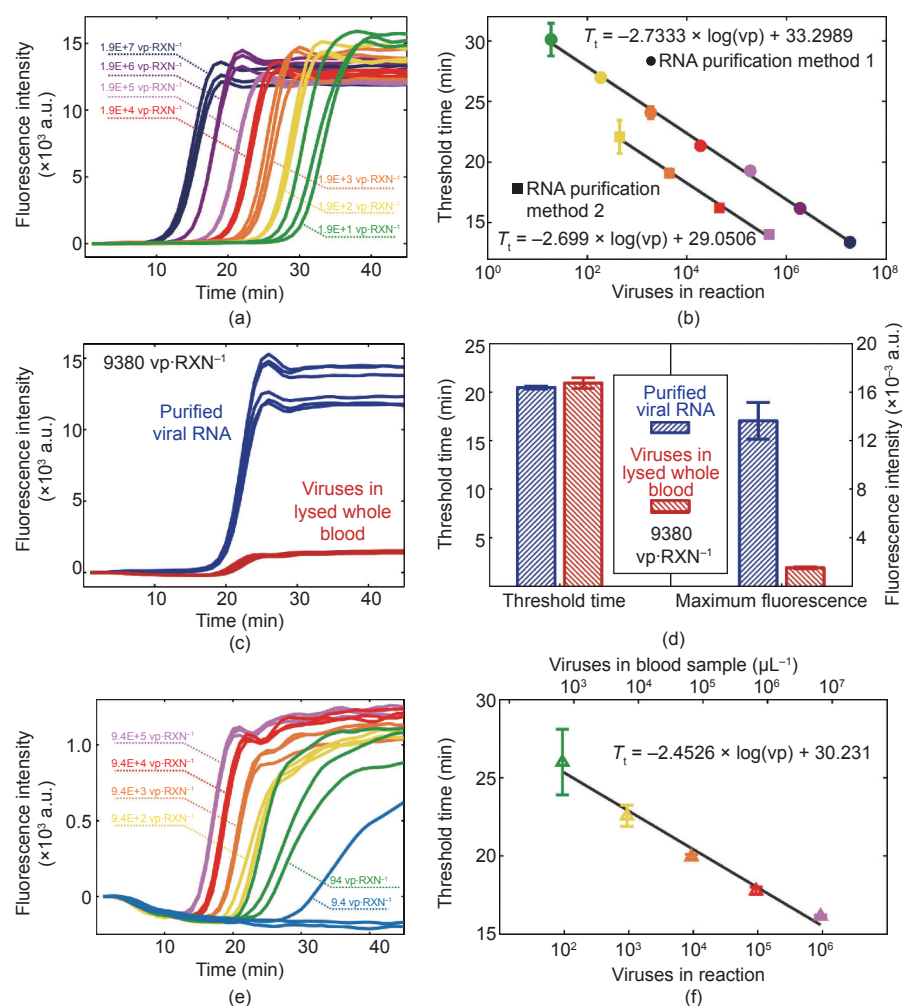 Fluorescence intensity
(×10³ a.u.)
15
10
5
0
1.9E+7 vp·RXN⁻¹
1.9E+6 vp·RXN⁻¹
1.9E+5 vp·RXN⁻¹
1.9E+4 vp·RXN⁻¹
1.9E+3 vp·RXN⁻¹
1.9E+2 vp·RXN⁻¹
1.9E+1 vp·RXN⁻¹
10 20 30 40
Time (min)
(a)
Threshold time (min)
30
25
20
15
Tₜ = −2.7333 × log(vp) + 33.2989
RNA purification method 1
RNA purification
method 2
Tₜ = −2.699 × log(vp) + 29.0506
10⁰ 10² 10⁴ 10⁶ 10⁸
Viruses in reaction
(b)
Fluorescence intensity
(×10³ a.u.)
15
10
5
0
9380 vp·RXN⁻¹
Purified
viral RNA
Viruses in
lysed whole
blood
10 20 30 40
Time (min)
(c)
Threshold time (min)
25
20
15
10
5
Purified
viral RNA
Viruses in
lysed whole
blood
9380
vp·RXN⁻¹
20
16
12
8
4
Fluorescence intensity (×10⁻³ a.u.)
Threshold time Maximum fluorescence
(d)
Fluorescence intensity
(×10³ a.u.)
1.0
0.5
0
9.4E+5 vp·RXN⁻¹
9.4E+4 vp·RXN⁻¹
9.4E+3 vp·RXN⁻¹
9.4E+2 vp·RXN⁻¹
94 vp·RXN⁻¹
9.4 vp·RXN⁻¹
10 20 30 40
Time (min)
(e)
Viruses in blood sample (μL⁻¹)
10³ 10⁴ 10⁵ 10⁶ 10⁷
Threshold time (min)
30
25
20
15
Tₜ = −2.4526 × log(vp) + 30.231
10² 10³ 10⁴ 10⁵ 10⁶
Viruses in reaction
(f)